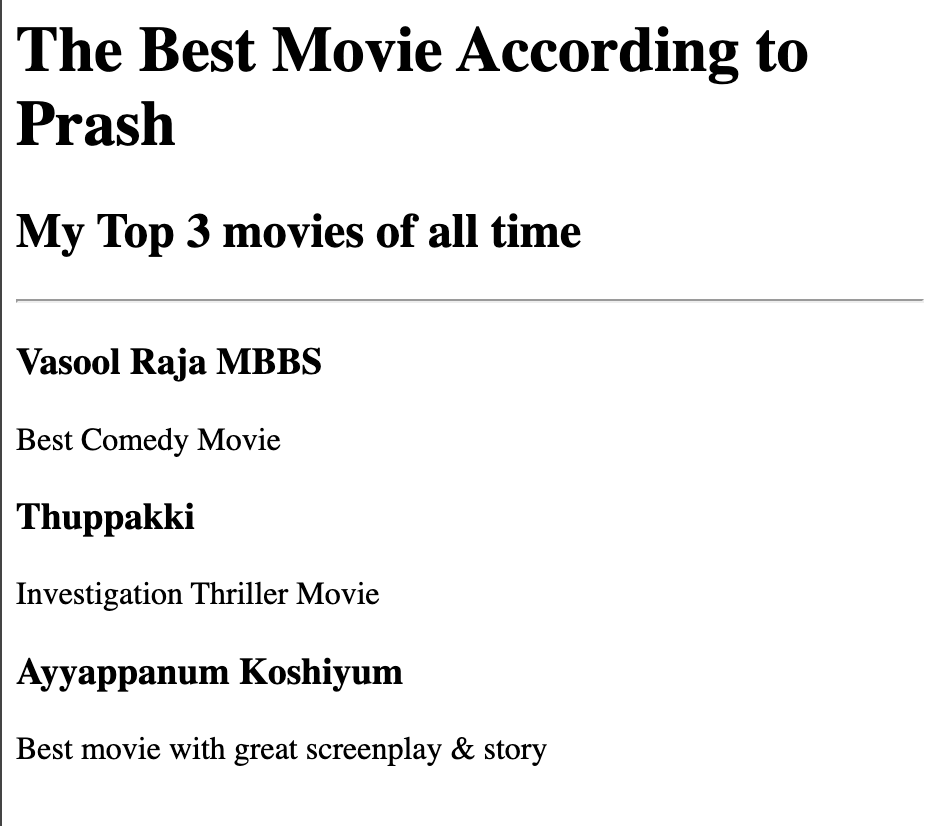 The Best Movie According to
Prash
My Top 3 movies of all time
Vasool Raja MBBS
Best Comedy Movie
Thuppakki
Investigation Thriller Movie
Ayyappanum Koshiyum
Best movie with great screenplay & story